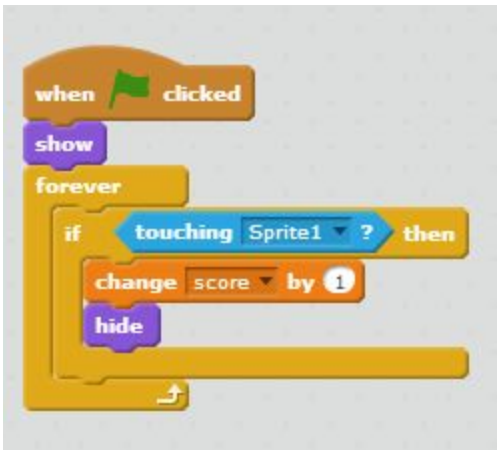 when clicked
show
forever
if touching Sprite1 ? then
change score by 1
hide